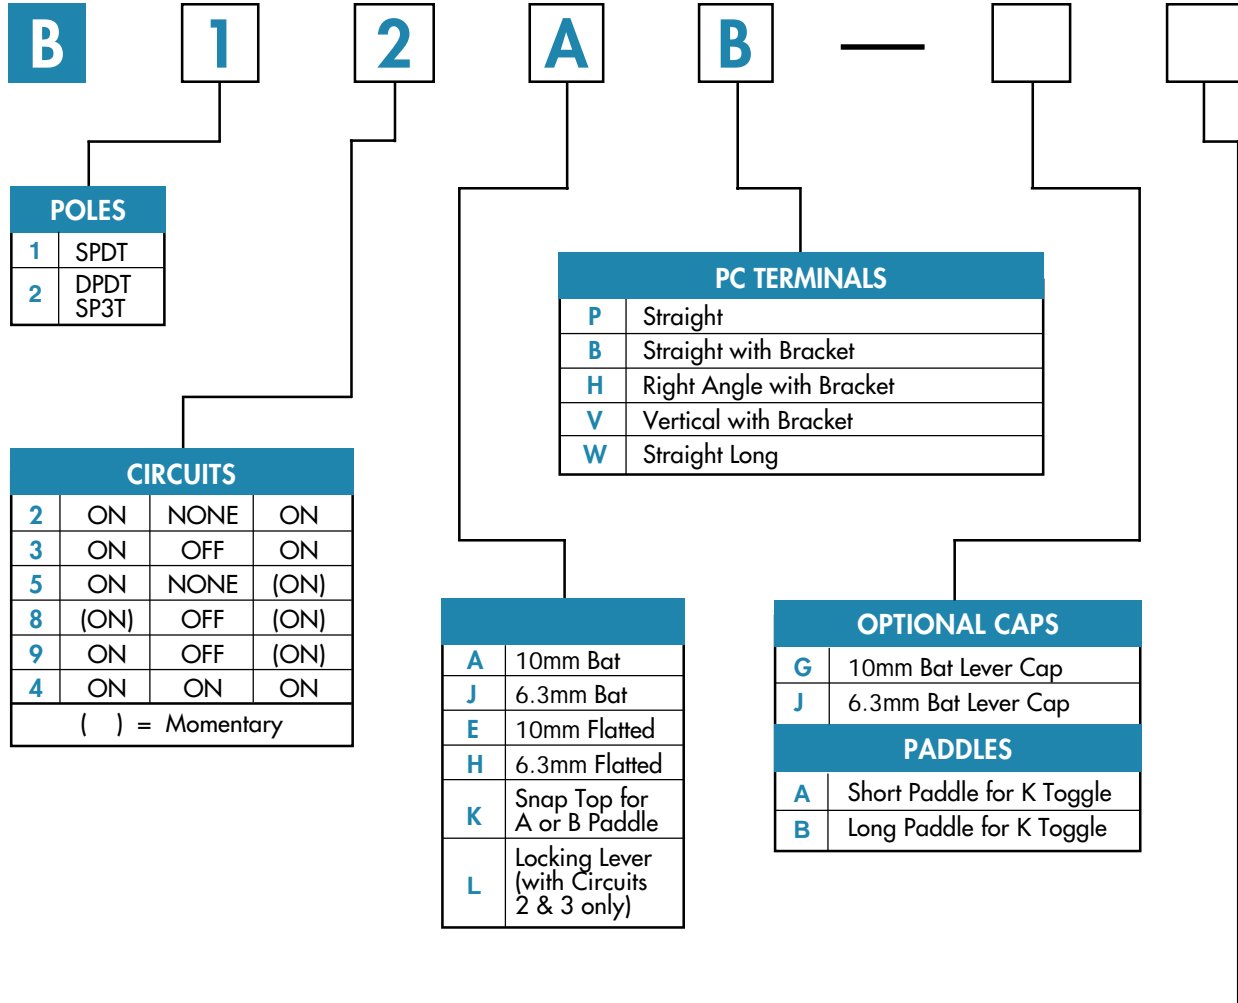 B 1 2 A B —
POLES
1 SPDT
2 DPDT
SP3T
PC TERMINALS
P Straight
B Straight with Bracket
H Right Angle with Bracket
V Vertical with Bracket
W Straight Long
CIRCUITS
2 ON NONE ON
3 ON OFF ON
5 ON NONE (ON)
8 (ON) OFF (ON)
9 ON OFF (ON)
4 ON ON ON
( ) = Momentary
A 10mm Bat
J 6.3mm Bat
E 10mm Flatted
H 6.3mm Flatted
K Snap Top for
A or B Paddle
L Locking Lever
(with Circuits
2 & 3 only)
OPTIONAL CAPS
G 10mm Bat Lever Cap
J 6.3mm Bat Lever Cap
PADDLES
A Short Paddle for K Toggle
B Long Paddle for K Toggle